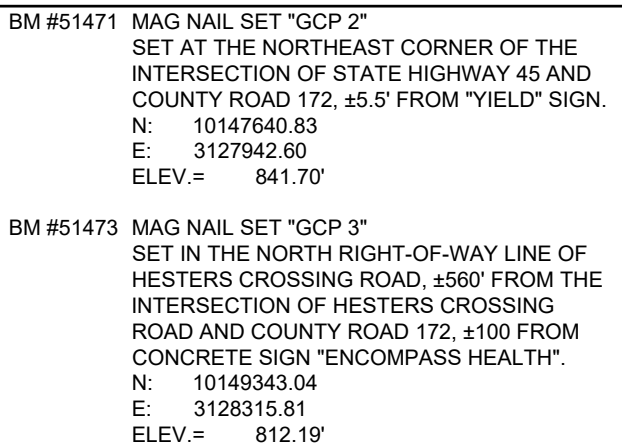 BM #51471 MAG NAIL SET "GCP 2"
SET AT THE NORTHEAST CORNER OF THE
INTERSECTION OF STATE HIGHWAY 45 AND
COUNTY ROAD 172, ±5.5' FROM "YIELD" SIGN.
N: 10147640.83
E: 3127942.60
ELEV.= 841.70'
BM #51473 MAG NAIL SET "GCP 3"
SET IN THE NORTH RIGHT-OF-WAY LINE OF
HESTERS CROSSING ROAD, ±560' FROM THE
INTERSECTION OF HESTERS CROSSING
ROAD AND COUNTY ROAD 172, ±100 FROM
CONCRETE SIGN "ENCOMPASS HEALTH".
N: 10149343.04
E: 3128315.81
ELEV.= 812.19'